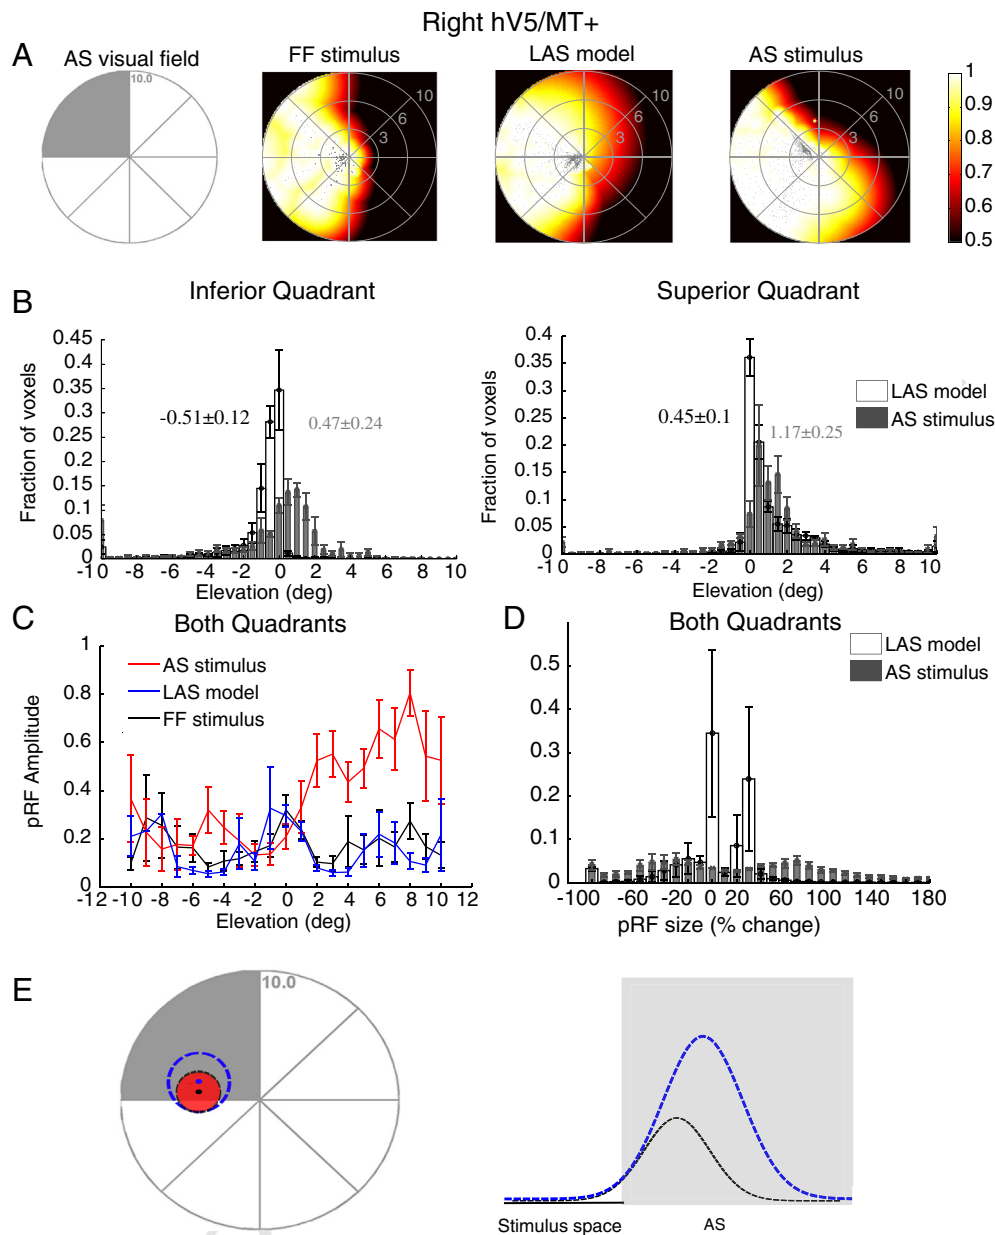 Right hV5/MT+
A
AS visual field
FF stimulus
LAS model
AS stimulus
10.0
10
6
3
10
6
3
10
6
3
1
0.9
0.8
0.7
0.6
0.5
B
Inferior Quadrant
Superior Quadrant
Fraction of voxels
0.45
0.4
0.35
0.3
0.25
0.2
0.15
0.1
0.05
0
-0.51±0.12
0.47±0.24
-10 -8 -6 -4 -2 0 2 4 6 8 10
Elevation (deg)
Fraction of voxels
0.4
0.35
0.3
0.25
0.2
0.15
0.1
0.05
0
0.45±0.1
1.17±0.25
LAS model
AS stimulus
-10 -8 -6 -4 -2 0 2 4 6 8 10
Elevation (deg)
C
Both Quadrants
pRF Amplitude
1
0.8
0.6
0.4
0.2
0
AS stimulus
LAS model
FF stimulus
-12 -10 -8 -6 -4 -2 0 2 4 6 8 10 12
Elevation (deg)
D
Both Quadrants
LAS model
AS stimulus
0.5
0.4
0.3
0.2
0.1
0
-100 -60 -20 0 20 60 100 140 180
pRF size (% change)
E
10.0
Stimulus space
AS